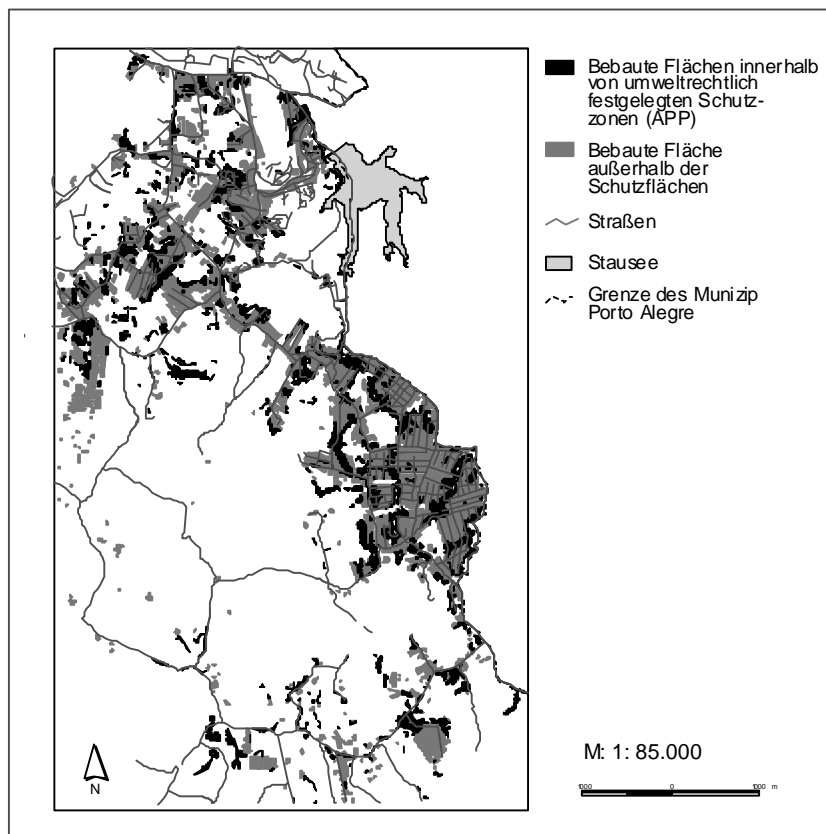 Bebaute Flächen innerhalb
von umweltrechtlich
festgelegten Schutz-
zonen (APP)
Bebaute Fläche
außerhalb der
Schutzflächen
Straßen
Stausee
Grenze des Munizip
Porto Alegre
N
M: 1: 85.000
1000 0 1000 m